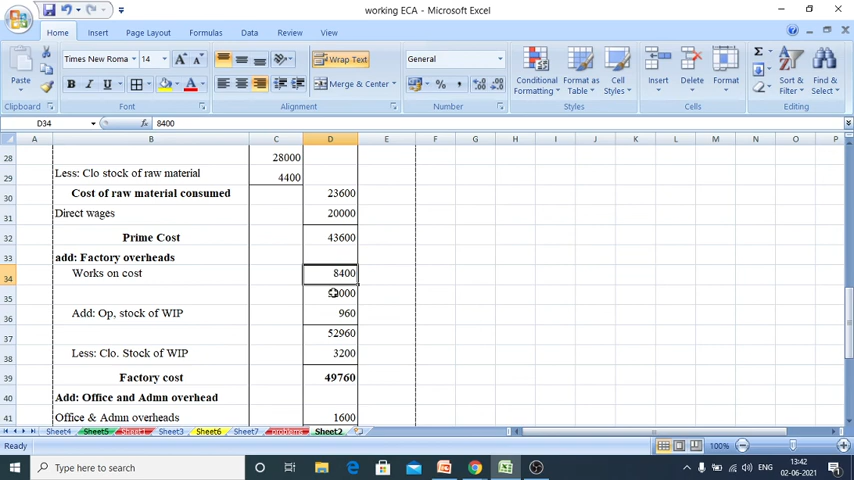 working ECA - Microsoft Excel
Home Insert Page Layout Formulas Data Review View
Times New Roma 14 A A Wrap Text General
Paste B I U Merge & Center % , Conditional Formatting Format as Table Cell Styles Insert Delete Format Σ Sort & Filter Find & Select
Clipboard Font Alignment Number Styles Cells Editing
D34 fx 8400
A B C D E F G H I J K L M N O P
28 28000
29 Less: Clo stock of raw material 4400
30 Cost of raw material consumed 23600
31 Direct wages 20000
32 Prime Cost 43600
33 add: Factory overheads
34 Works on cost 8400
35
36 Add: Op, stock of WIP 960
37 52960
38 Less: Clo. Stock of WIP 3200
39 Factory cost 49760
40 Add: Office and Admn overhead
41 Office & Admn overheads 1600
Sheet4 Sheet5 Sheet1 Sheet3 Sheet6 Sheet7 problems Sheet2
Ready 100%
Type here to search ENG 13:42
02-06-2021